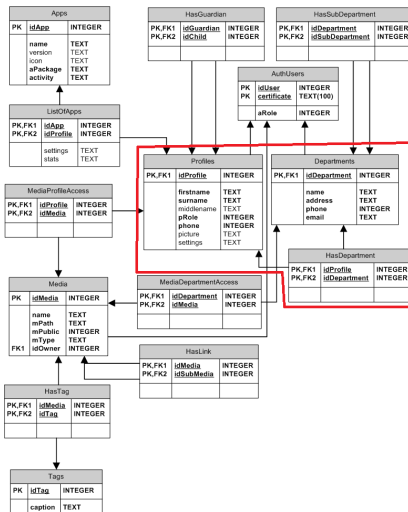 Apps
PK idApp INTEGER
name TEXT
version TEXT
icon TEXT
aPackage TEXT
activity TEXT
HasGuardian
PK,FK1 idGuardian INTEGER
PK,FK2 idChild INTEGER
HasSubDepartment
PK,FK1 idDepartment INTEGER
PK,FK2 idSubDepartment INTEGER
AuthUsers
PK idUser INTEGER
PK certificate TEXT(100)
aRole INTEGER
ListOfApps
PK,FK1 idApp INTEGER
PK,FK2 idProfile INTEGER
settings TEXT
stats TEXT
Profiles
PK,FK1 idProfile INTEGER
firstname TEXT
surname TEXT
middlename TEXT
pRole INTEGER
phone INTEGER
picture TEXT
settings TEXT
Departments
PK,FK1 idDepartment INTEGER
name TEXT
address TEXT
phone INTEGER
email TEXT
MediaProfileAccess
PK,FK1 idProfile INTEGER
PK,FK2 idMedia INTEGER
HasDepartment
PK,FK1 idProfile INTEGER
PK,FK2 idDepartment INTEGER
Media
PK idMedia INTEGER
name TEXT
mPath TEXT
mPublic INTEGER
mType TEXT
FK1 idOwner INTEGER
MediaDepartmentAccess
PK,FK1 idDepartment INTEGER
PK,FK2 idMedia INTEGER
HasLink
PK,FK1 idMedia INTEGER
PK,FK2 idSubMedia INTEGER
HasTag
PK,FK1 idMedia INTEGER
PK,FK2 idTag INTEGER
Tags
PK idTag INTEGER
caption TEXT